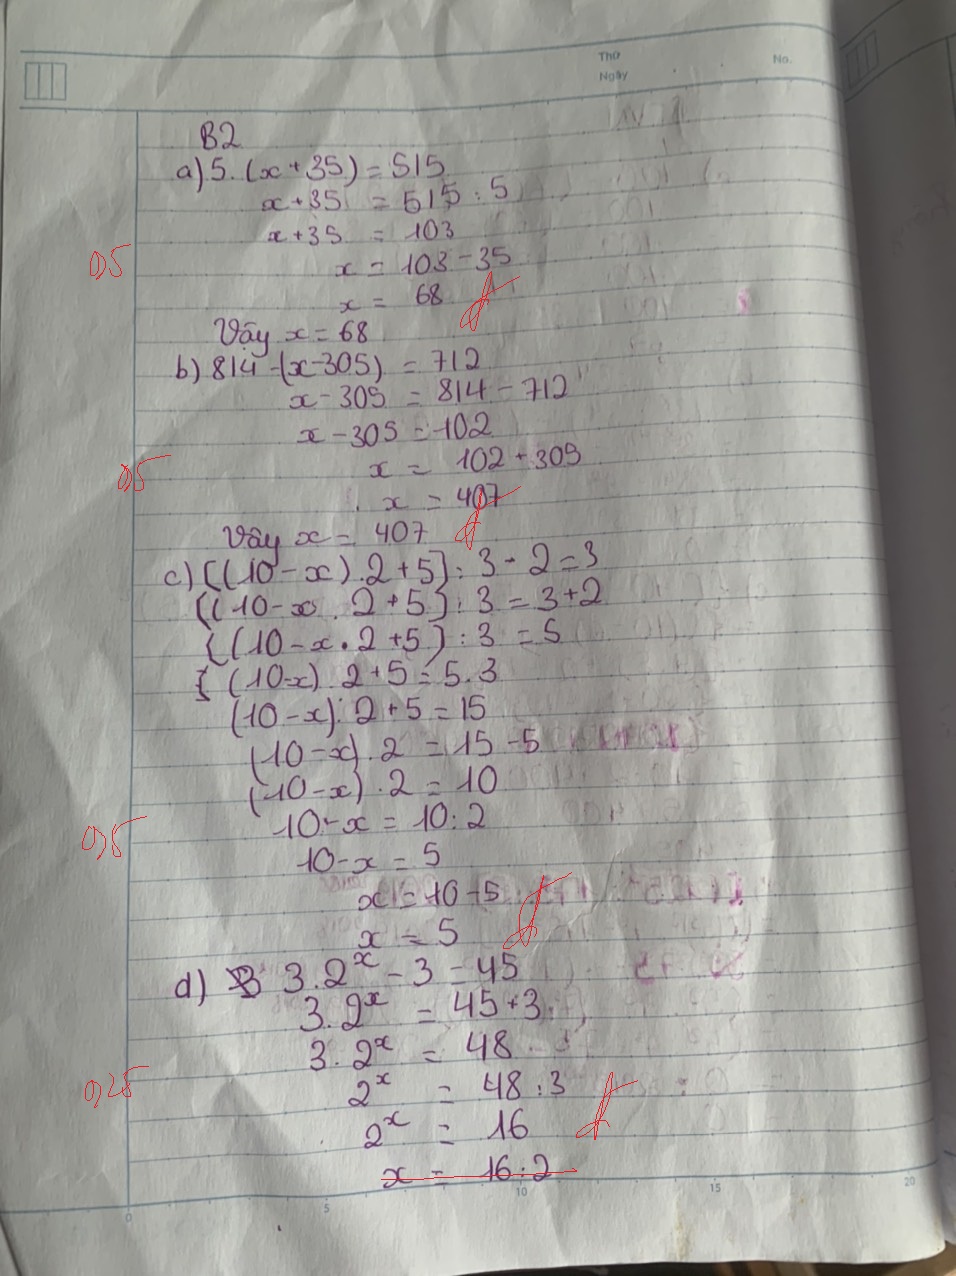 Thứ
Ngày
No.
B2
a) 5. (x + 35) = 515
x + 35 = 515 : 5
x + 35 = 103
0,5
x = 103 - 35
x = 68
Vậy x = 68
b) 814 - (x - 305) = 712
x - 305 = 814 - 712
x - 305 = 102
0,5
x = 102 + 305
x = 407
Vậy x = 407
c) [(10 - x) . 2 + 5] : 3 - 2 = 3
[(10 - x . 2 + 5] : 3 = 3 + 2
[(10 - x . 2 + 5] : 3 = 5
[ (10 - x) . 2 + 5 = 5 . 3
(10 - x) . 2 + 5 = 15
(10 - x) . 2 = 15 - 5
(10 - x) . 2 = 10
0,5
10 - x = 10 : 2
10 - x = 5
x = 10 - 5
x = 5
d) 3 . 2^x - 3 = 45
3 . 2^x = 45 + 3
3 . 2^x = 48
0,25
2^x = 48 : 3
2^x = 16
x = 16 : 2
0 5 10 15 20